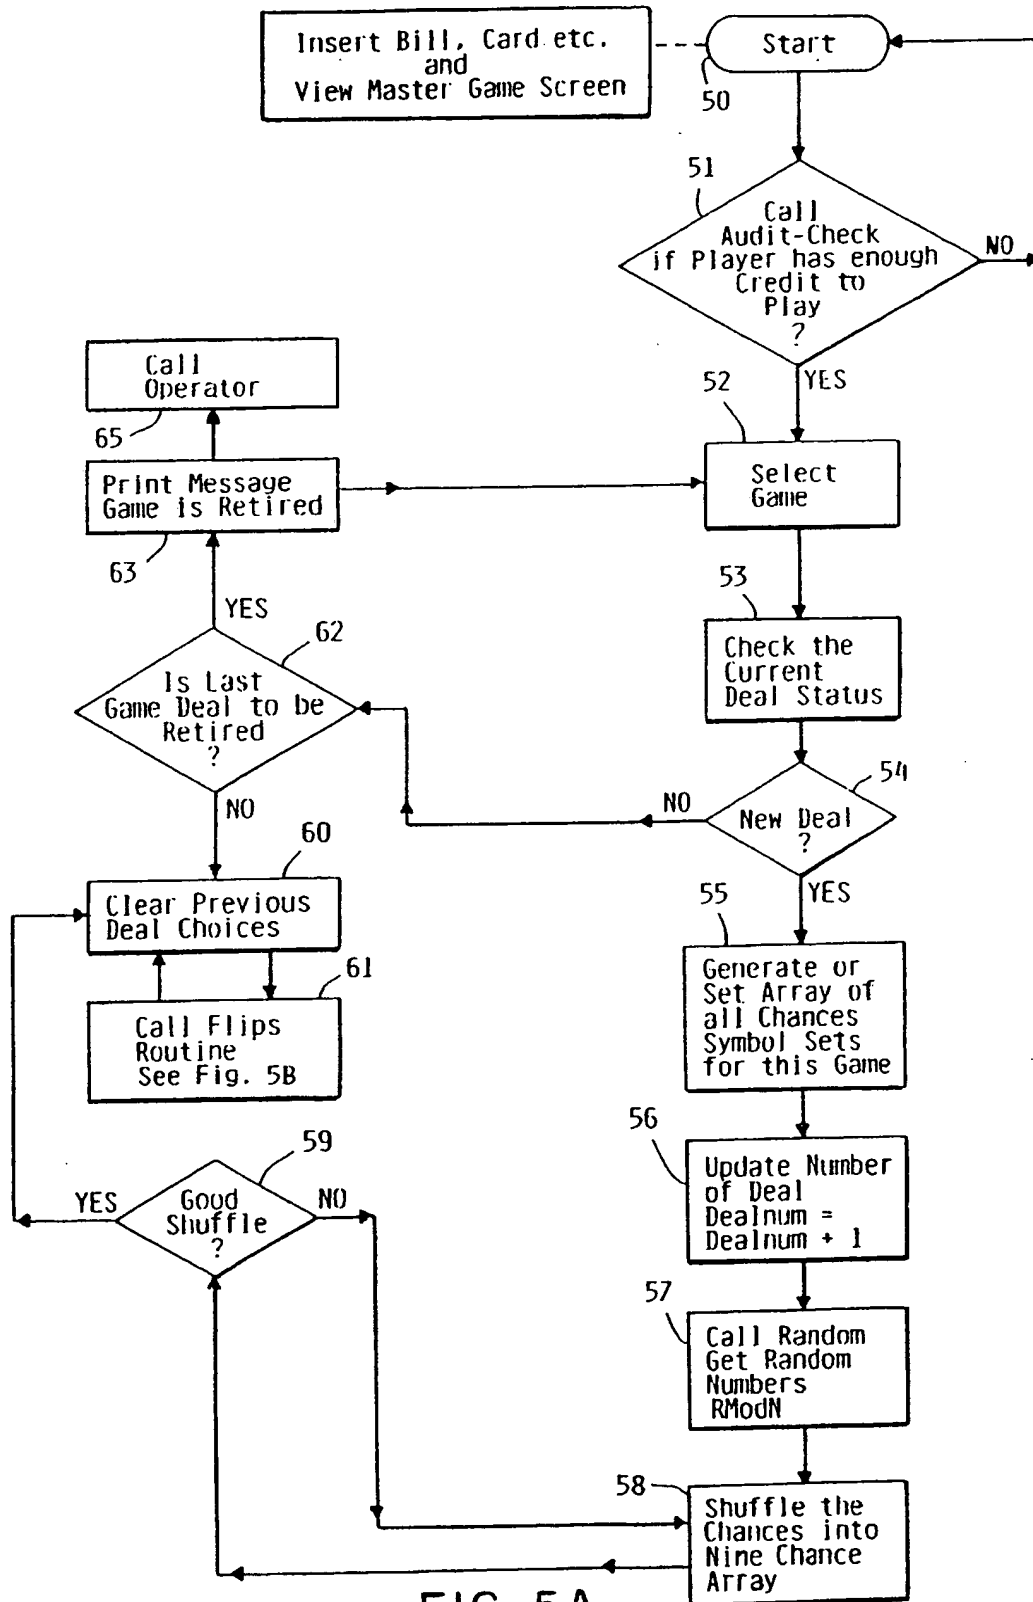 Insert Bill, Card etc.
and
View Master Game Screen
Start
50
51
Call
Audit-Check
if Player has enough
Credit to
Play
?
NO
YES
Call
Operator
65
52
Select
Game
Print Message
Game is Retired
63
53
Check the
Current
Deal Status
YES
62
Is Last
Game Deal to be
Retired
?
NO
54
New Deal
?
NO
YES
60
Clear Previous
Deal Choices
61
Call Flips
Routine
See Fig. 5B
55
Generate or
Set Array of
all Chances
Symbol Sets
for this Game
56
Update Number
of Deal
Dealnum =
Dealnum + 1
59
Good
Shuffle
?
YES
NO
57
Call Random
Get Random
Numbers
RModN
58
Shuffle the
Chances into
Nine Chance
Array
FIG. 5A